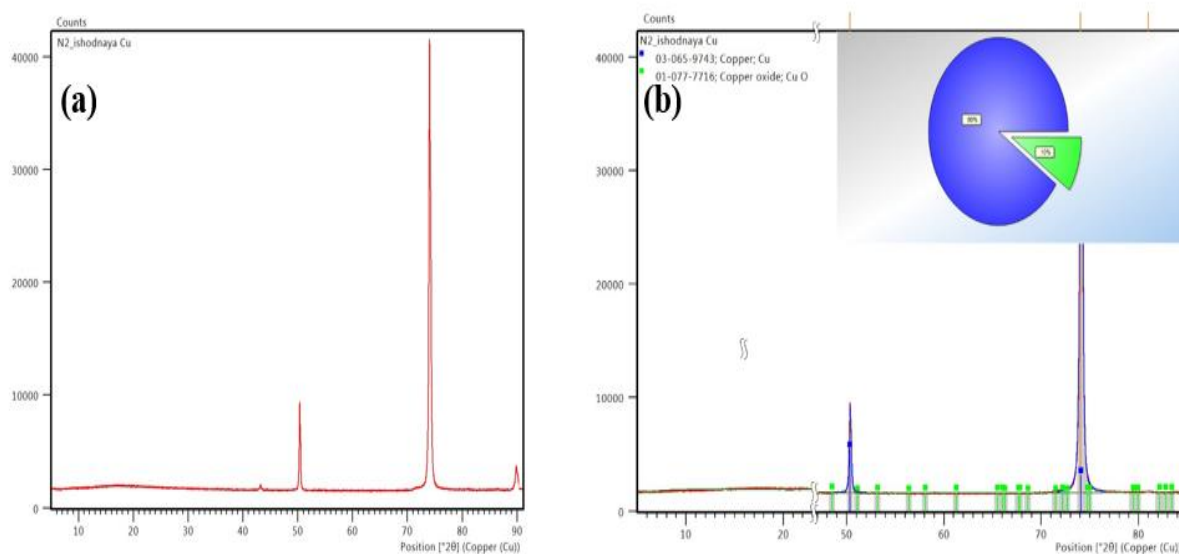 Counts
N2_ishodnaya Cu
(a)
40000
30000
20000
10000
0
10 20 30 40 50 60 70 80 90
Position [°2θ] (Copper (Cu))
Counts
N2_ishodnaya Cu
03-065-9743; Copper; Cu
01-077-7716; Copper oxide; Cu O
(b)
40000
30000
20000
10000
0
10 20 50 60 70 80
Position [°2θ] (Copper (Cu)